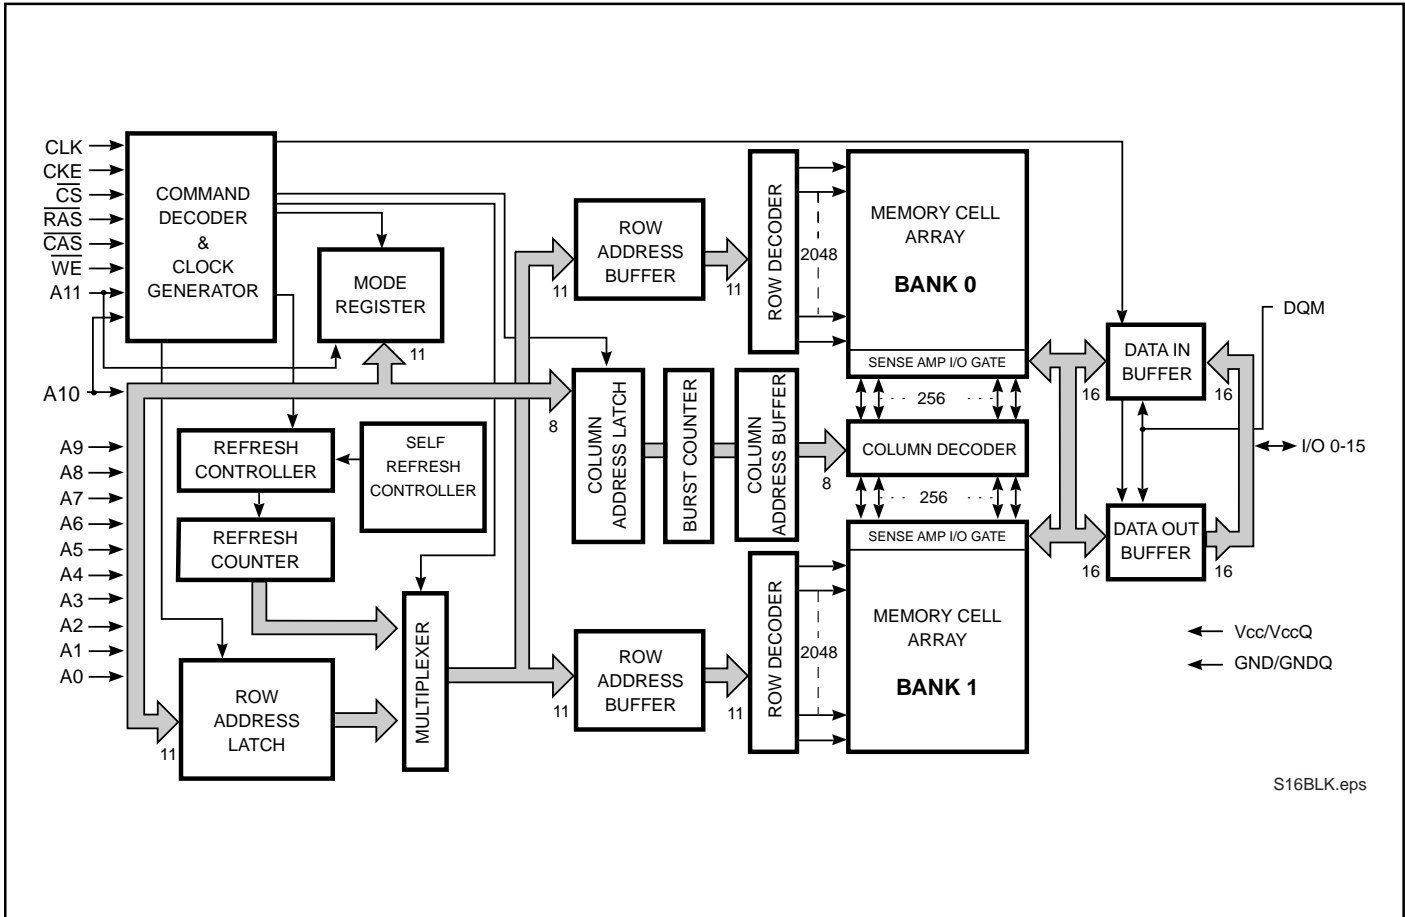 CLK
CKE
CS
RAS
CAS
WE
A11
A10
A9
A8
A7
A6
A5
A4
A3
A2
A1
A0
COMMAND
DECODER
&
CLOCK
GENERATOR
MODE
REGISTER
11
REFRESH
CONTROLLER
SELF
REFRESH
CONTROLLER
REFRESH
COUNTER
ROW
ADDRESS
LATCH
11
MULTIPLEXER
ROW
ADDRESS
BUFFER
11
11
ROW DECODER
2048
MEMORY CELL
ARRAY
BANK 0
SENSE AMP I/O GATE
256
8
COLUMN
ADDRESS LATCH
BURST COUNTER
COLUMN
ADDRESS BUFFER
8
COLUMN DECODER
256
SENSE AMP I/O GATE
MEMORY CELL
ARRAY
BANK 1
ROW
ADDRESS
BUFFER
11
11
ROW DECODER
2048
DQM
DATA IN
BUFFER
16
16
I/O 0-15
DATA OUT
BUFFER
16
16
Vcc/VccQ
GND/GNDQ
S16BLK.eps